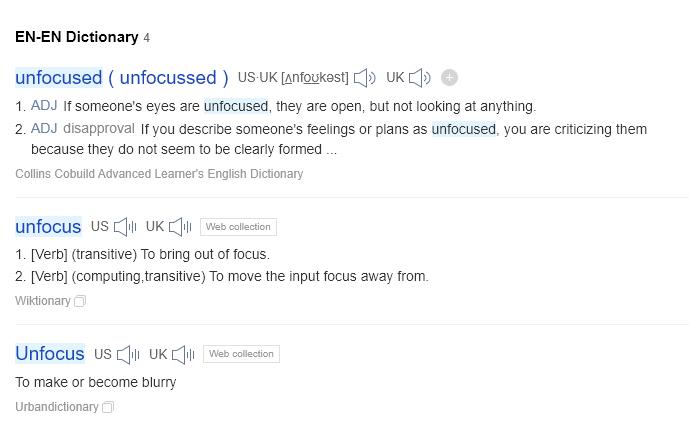 EN-EN Dictionary 4
unfocused ( unfocussed ) US·UK [ʌnfoʊkəst] UK
1. ADJ If someone's eyes are unfocused, they are open, but not looking at anything.
2. ADJ disapproval If you describe someone's feelings or plans as unfocused, you are criticizing them
because they do not seem to be clearly formed ...
Collins Cobuild Advanced Learner's English Dictionary
unfocus US UK Web collection
1. [Verb] (transitive) To bring out of focus.
2. [Verb] (computing,transitive) To move the input focus away from.
Wiktionary
Unfocus US UK Web collection
To make or become blurry
Urbandictionary